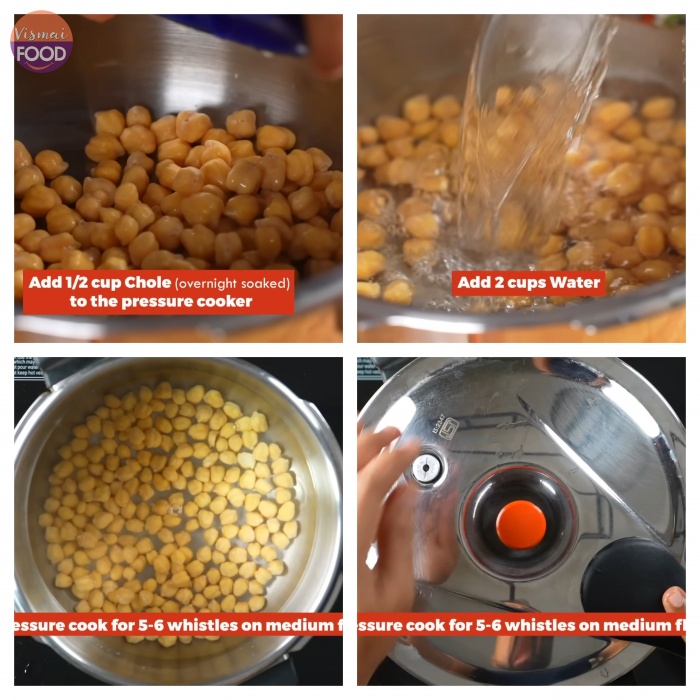 Vismai
FOOD
Add 1/2 cup Chole (overnight soaked)
to the pressure cooker
Add 2 cups Water
essure cook for 5-6 whistles on medium f
essure cook for 5-6 whistles on medium fl